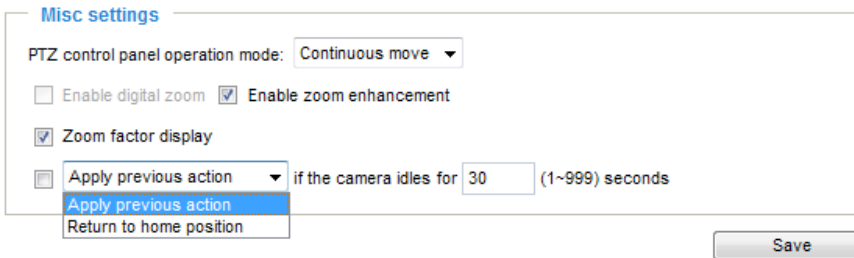 Misc settings
PTZ control panel operation mode: Continuous move
Enable digital zoom Enable zoom enhancement
Zoom factor display
Apply previous action if the camera idles for 30 (1~999) seconds
Apply previous action
Return to home position
Save